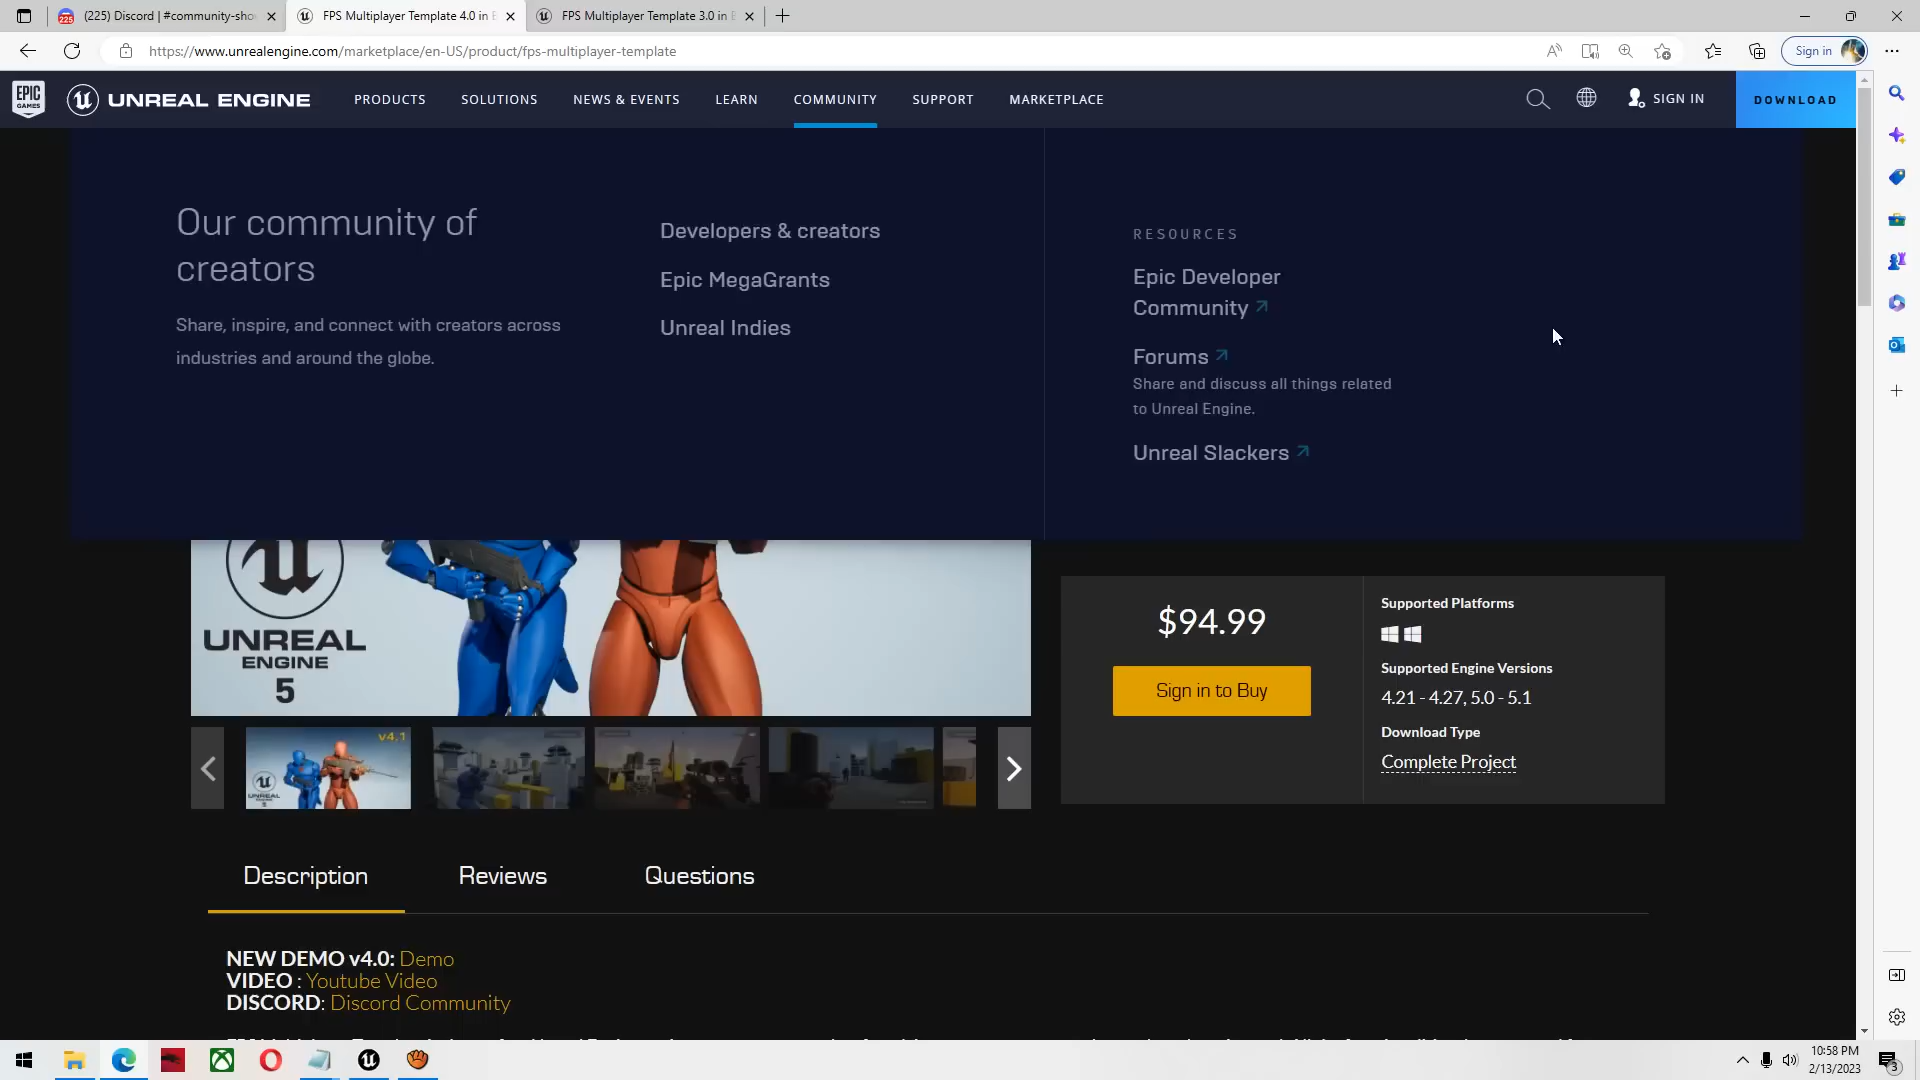 (225) Discord | #community-sho
FPS Multiplayer Template 4.0 in
FPS Multiplayer Template 3.0 in
https://www.unrealengine.com/marketplace/en-US/product/fps-multiplayer-template
Sign in
EPIC GAMES
UNREAL ENGINE
PRODUCTS
SOLUTIONS
NEWS & EVENTS
LEARN
COMMUNITY
SUPPORT
MARKETPLACE
SIGN IN
DOWNLOAD
Our community of
creators
Share, inspire, and connect with creators across
industries and around the globe.
Developers & creators
Epic MegaGrants
Unreal Indies
RESOURCES
Epic Developer
Community
Forums
Share and discuss all things related
to Unreal Engine.
Unreal Slackers
UNREAL
ENGINE
5
$94.99
Sign in to Buy
Supported Platforms
Supported Engine Versions
4.21 - 4.27, 5.0 - 5.1
Download Type
Complete Project
v4.1
Description
Reviews
Questions
NEW DEMO v4.0: Demo
VIDEO : Youtube Video
DISCORD: Discord Community
10:58 PM
2/13/2023
3